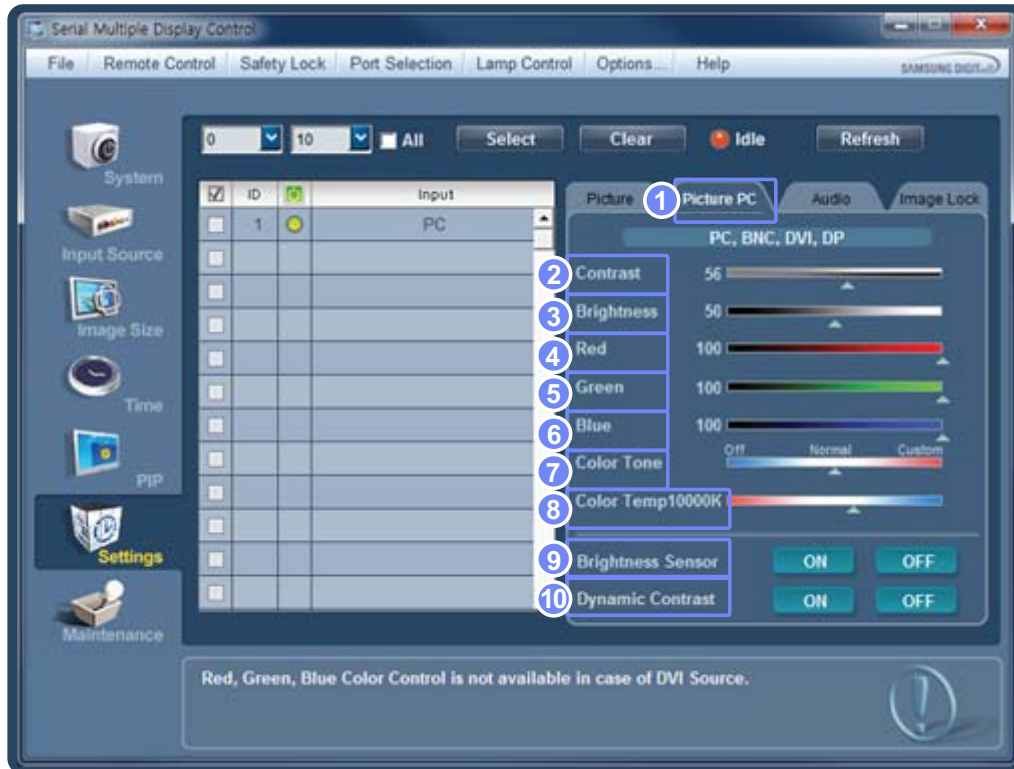 Serial Multiple Display Control
File Remote Control Safety Lock Port Selection Lamp Control Options... Help
0 10 All Select Clear Idle Refresh
System
Input Source
Image Size
Time
PIP
Settings
Maintenance
ID Input
1 PC
Picture 1 Picture PC Audio Image Lock
PC, BNC, DVI, DP
2 Contrast 56
3 Brightness 50
4 Red 100
5 Green 100
6 Blue 100
Off Normal Custom
7 Color Tone
8 Color Temp10000K
9 Brightness Sensor ON OFF
10 Dynamic Contrast ON OFF
Red, Green, Blue Color Control is not available in case of DVI Source.